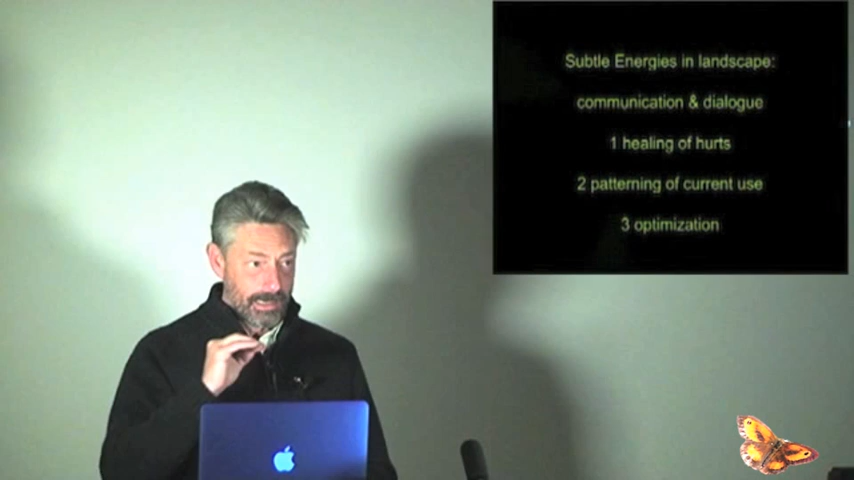 Subtle Energies in landscape:
communication & dialogue
1 healing of hurts
2 patterning of current use
3 optimization